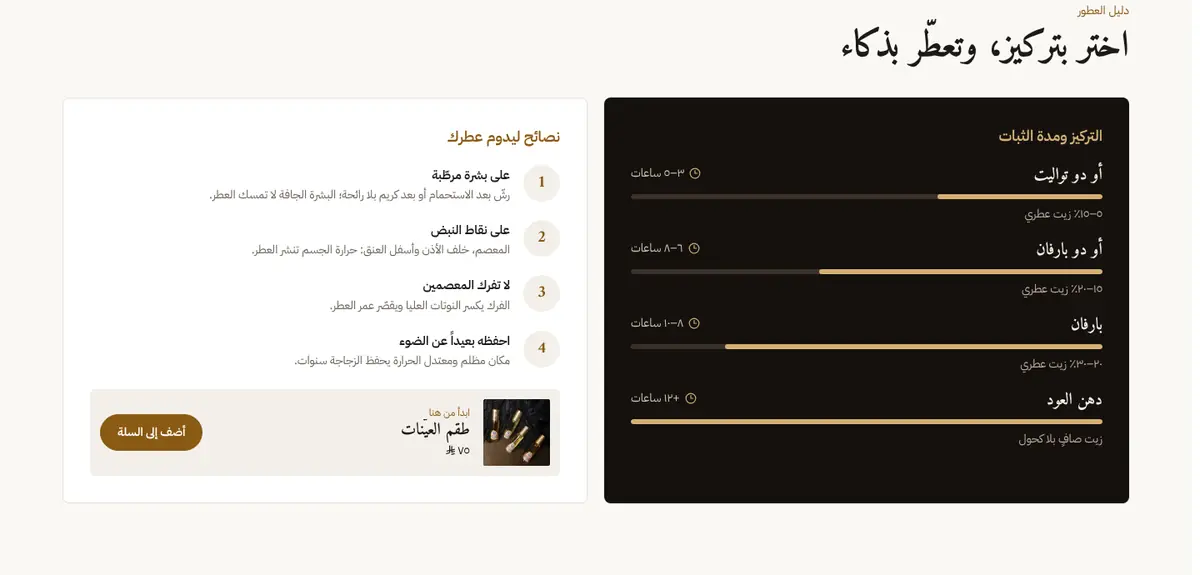 دليل العطور
اختر بتركيز، وتعطّر بذكاء
التركيز ومدة الثبات
أو دو تواليت
٣–٥ ساعات
٥–١٥٪ زيت عطري
أو دو بارفان
٦–٨ ساعات
١٥–٢٠٪ زيت عطري
بارفان
٨–١٠ ساعات
٢٠–٣٠٪ زيت عطري
دهن العود
١٢+ ساعات
زيت صافٍ بلا كحول
نصائح ليدوم عطرك
1
على بشرة مرطّبة
رشّ بعد الاستحمام أو بعد كريم بلا رائحة؛ البشرة الجافة لا تمسك العطر.
2
على نقاط النبض
المعصم، خلف الأذن وأسفل العنق: حرارة الجسم تنشر العطر.
3
لا تفرك المعصمين
الفرك يكسر النوتات العليا ويقصّر عمر العطر.
4
احفظه بعيداً عن الضوء
مكان مظلم ومعتدل الحرارة يحفظ الزجاجة سنوات.
ابدأ من هنا
طقم العيّنات
٧٥ ⃁
أضف إلى السلة